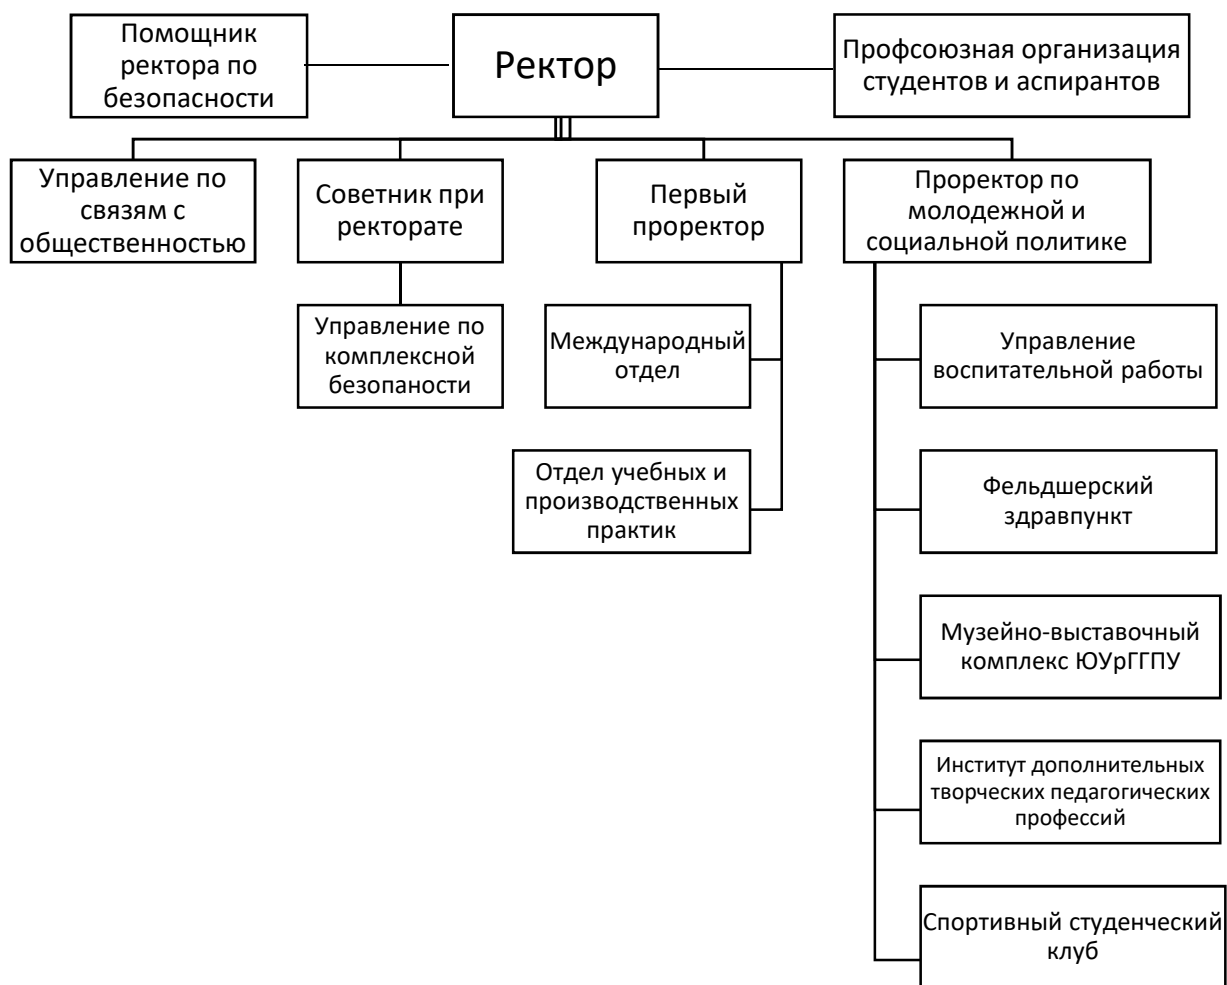 Помощник
ректора по
безопасности
Ректор
Профсоюзная организация
студентов и аспирантов
Управление по
связям с
общественностью
Советник при
ректорате
Первый
проректор
Проректор по
молодежной и
социальной политике
Управление по
комплексной
безопаности
Международный
отдел
Отдел учебных и
производственных
практик
Управление
воспитательной работы
Фельдшерский
здравпункт
Музейно-выставочный
комплекс ЮУрГГПУ
Институт дополнительных
творческих педагогических
профессий
Спортивный студенческий
клуб